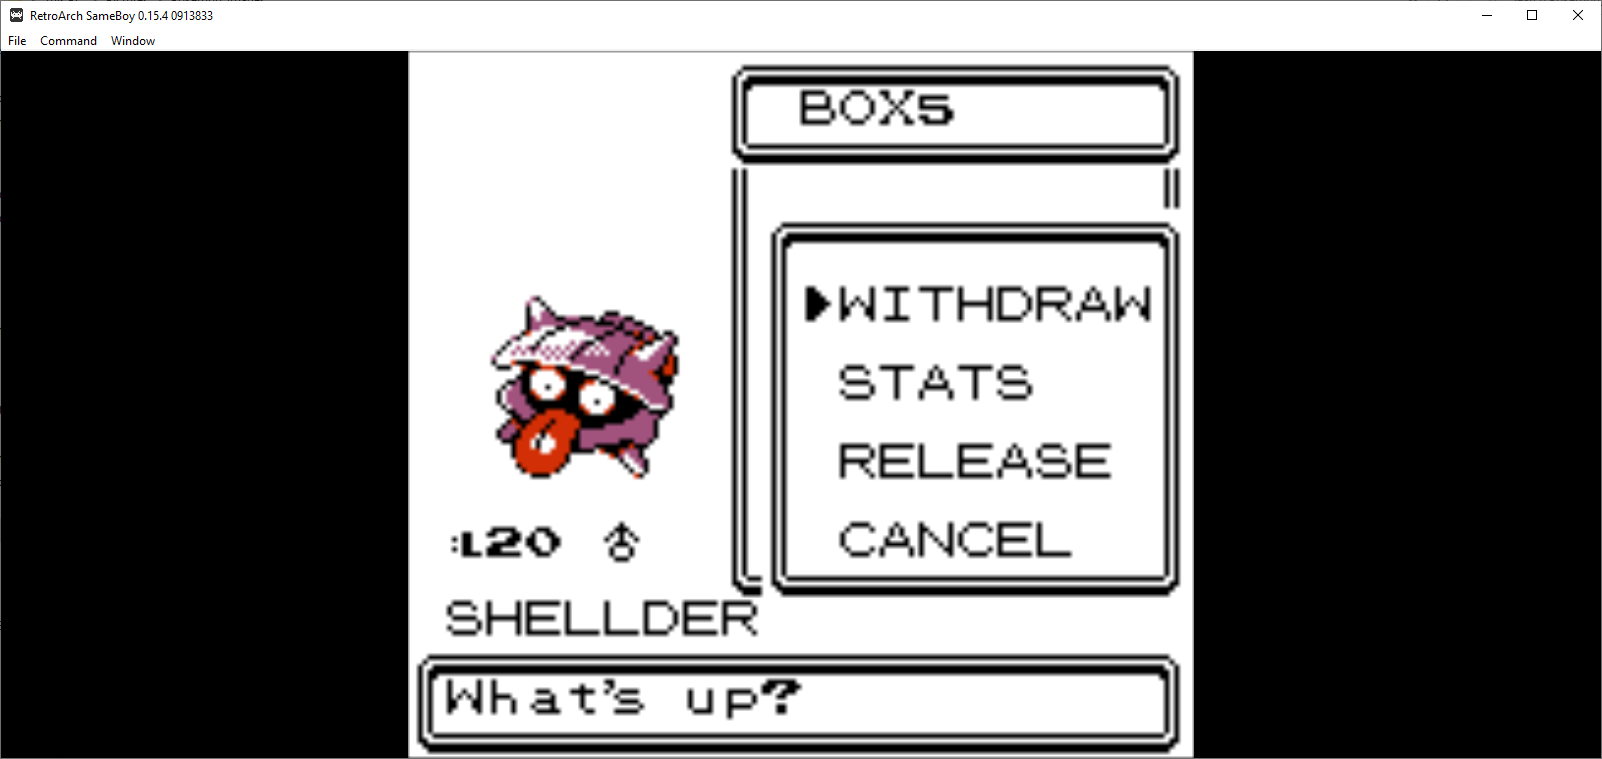 RetroArch SameBoy 0.15.4 0913833
File Command Window
BOX5
WITHDRAW
STATS
RELEASE
CANCEL
:L20 ♂
SHELLDER
What's up?